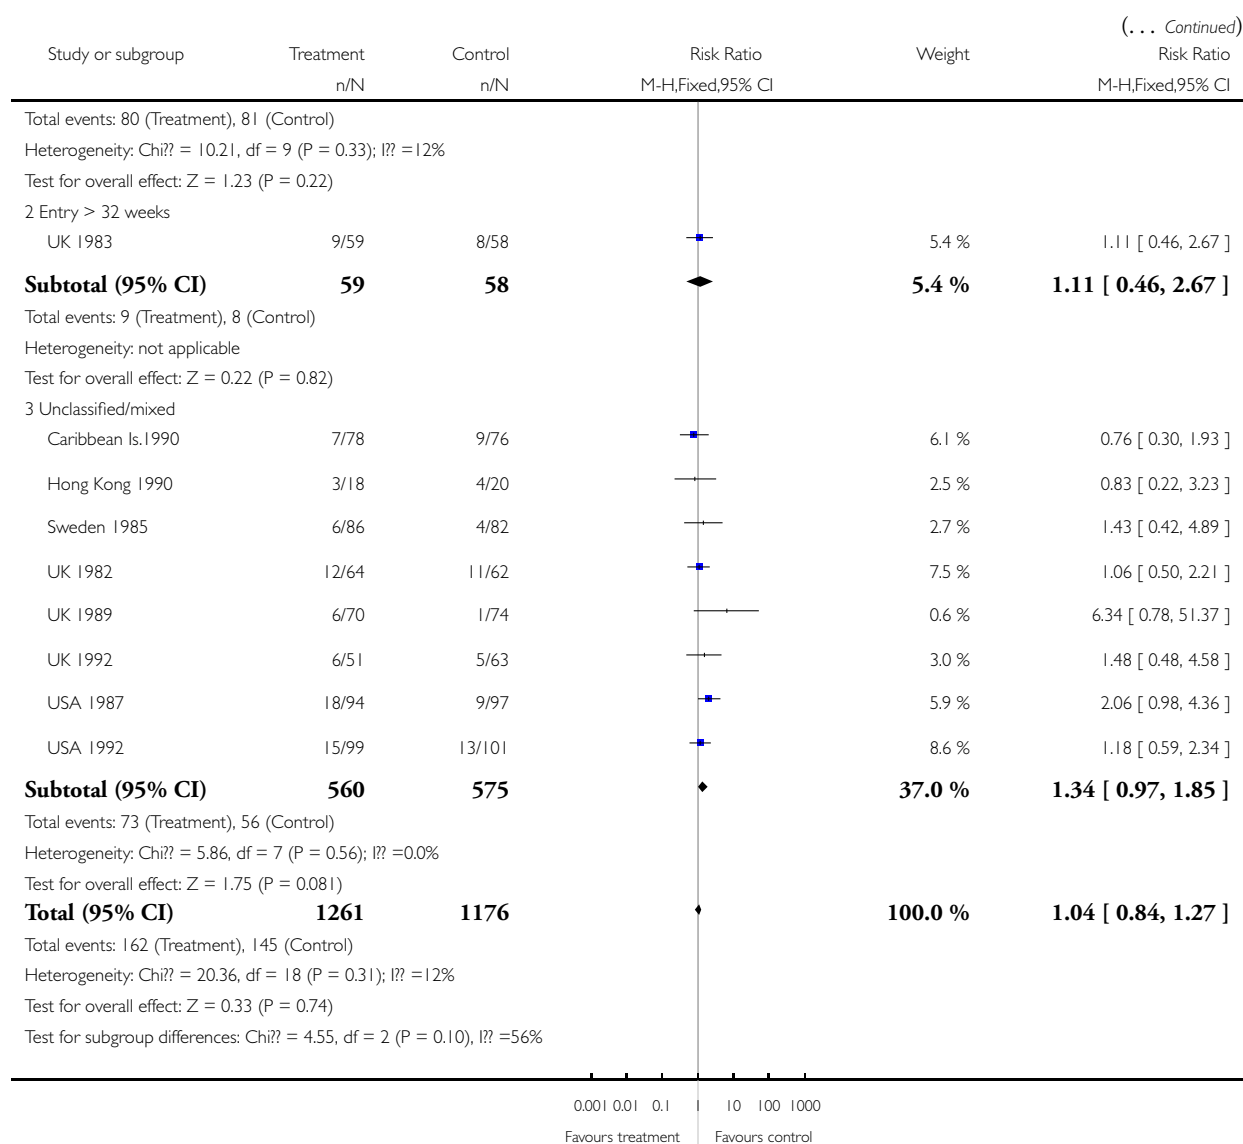 (... Continued)
Study or subgroup Treatment Control Risk Ratio Weight Risk Ratio
n/N n/N M-H,Fixed,95% CI M-H,Fixed,95% CI
Total events: 80 (Treatment), 81 (Control)
Heterogeneity: Chi?? = 10.21, df = 9 (P = 0.33); I?? =12%
Test for overall effect: Z = 1.23 (P = 0.22)
2 Entry > 32 weeks
UK 1983 9/59 8/58 5.4 % 1.11 [ 0.46, 2.67 ]
Subtotal (95% CI) 59 58 5.4 % 1.11 [ 0.46, 2.67 ]
Total events: 9 (Treatment), 8 (Control)
Heterogeneity: not applicable
Test for overall effect: Z = 0.22 (P = 0.82)
3 Unclassified/mixed
Caribbean Is.1990 7/78 9/76 6.1 % 0.76 [ 0.30, 1.93 ]
Hong Kong 1990 3/18 4/20 2.5 % 0.83 [ 0.22, 3.23 ]
Sweden 1985 6/86 4/82 2.7 % 1.43 [ 0.42, 4.89 ]
UK 1982 12/64 11/62 7.5 % 1.06 [ 0.50, 2.21 ]
UK 1989 6/70 1/74 0.6 % 6.34 [ 0.78, 51.37 ]
UK 1992 6/51 5/63 3.0 % 1.48 [ 0.48, 4.58 ]
USA 1987 18/94 9/97 5.9 % 2.06 [ 0.98, 4.36 ]
USA 1992 15/99 13/101 8.6 % 1.18 [ 0.59, 2.34 ]
Subtotal (95% CI) 560 575 37.0 % 1.34 [ 0.97, 1.85 ]
Total events: 73 (Treatment), 56 (Control)
Heterogeneity: Chi?? = 5.86, df = 7 (P = 0.56); I?? =0.0%
Test for overall effect: Z = 1.75 (P = 0.081)
Total (95% CI) 1261 1176 100.0 % 1.04 [ 0.84, 1.27 ]
Total events: 162 (Treatment), 145 (Control)
Heterogeneity: Chi?? = 20.36, df = 18 (P = 0.31); I?? =12%
Test for overall effect: Z = 0.33 (P = 0.74)
Test for subgroup differences: Chi?? = 4.55, df = 2 (P = 0.10), I?? =56%
0.001 0.01 0.1 1 10 100 1000
Favours treatment Favours control